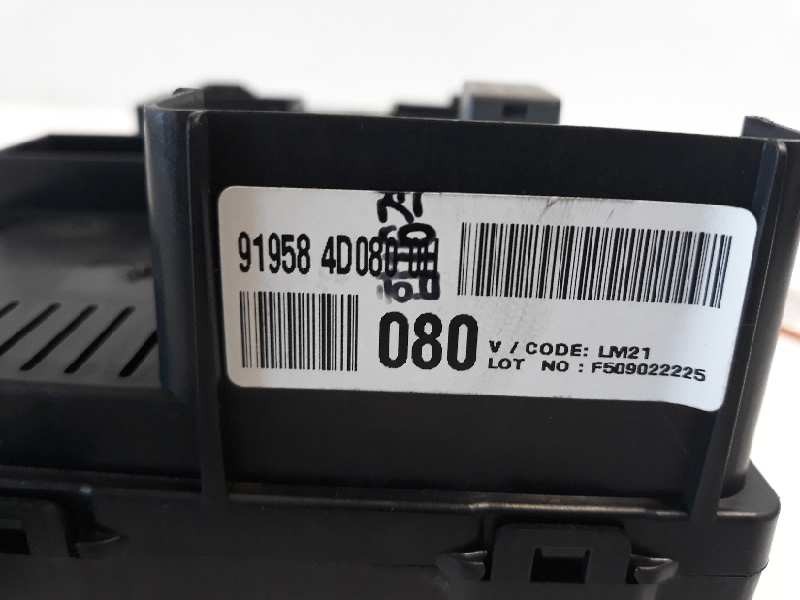 91958 4D080
080
V / CODE: LM21
LOT NO : F509022225